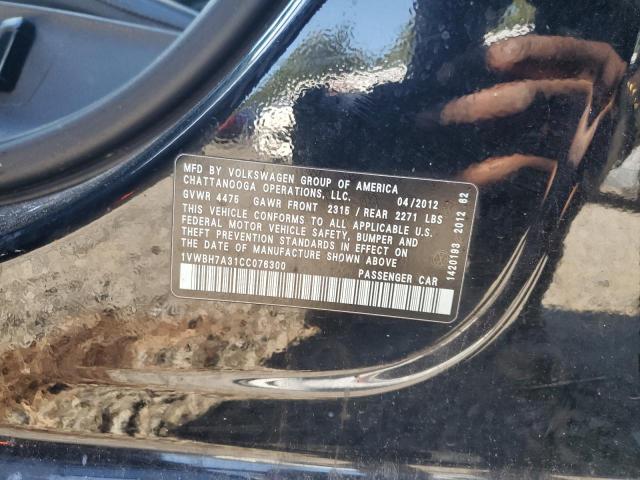 MFD BY VOLKSWAGEN GROUP OF AMERICA
CHATTANOOGA OPERATIONS, LLC. 04/2012
GVWR 4475 GAWR FRONT 2315 / REAR 2271 LBS
THIS VEHICLE CONFORMS TO ALL APPLICABLE U.S.
FEDERAL MOTOR VEHICLE SAFETY, BUMPER AND
THEFT PREVENTION STANDARDS IN EFFECT ON
THE DATE OF MANUFACTURE SHOWN ABOVE
1VWBH7A31CC076300 PASSENGER CAR
1420193 2012 62